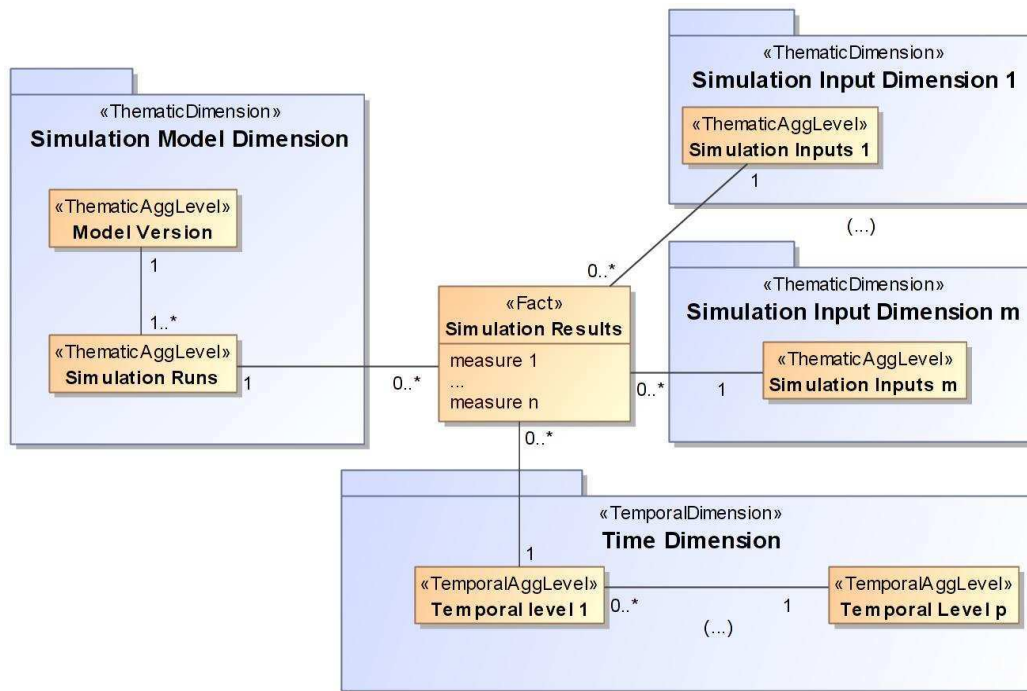 «ThematicDimension»
Simulation Model Dimension
«ThematicAggLevel»
Model Version
1
1..*
«ThematicAggLevel»
Simulation Runs
1
0..*
«Fact»
Simulation Results
measure 1
...
measure n
0..*
0..*
0..*
«ThematicDimension»
Simulation Input Dimension 1
«ThematicAggLevel»
Simulation Inputs 1
1
(...)
«ThematicDimension»
Simulation Input Dimension m
«ThematicAggLevel»
Simulation Inputs m
1
«TemporalDimension»
Time Dimension
1
«TemporalAggLevel»
Temporal level 1
0..*
(...)
1
«TemporalAggLevel»
Temporal Level p